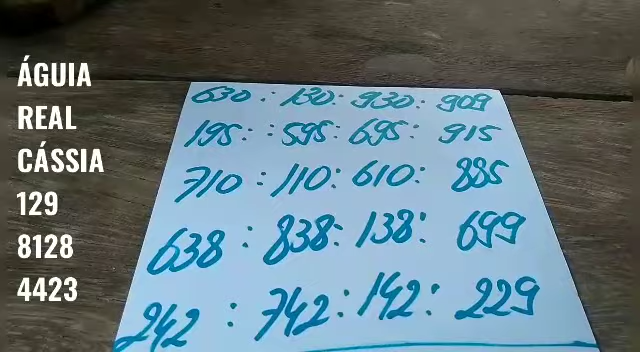 ÁGUIA
REAL
CÁSSIA
129
8128
4423
630 : 130 : 930 : 909
195 : 595 : 695 : 915
710 : 110 : 610 : 885
638 : 838 : 138 : 699
242 : 742 : 142 : 229